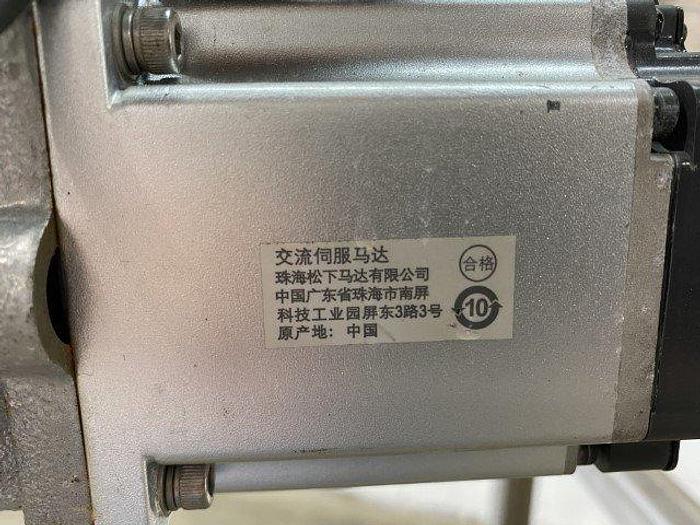 交流伺服马达
合格
珠海松下马达有限公司
中国广东省珠海市南屏
科技工业园屏东3路3号
10
原产地：中国